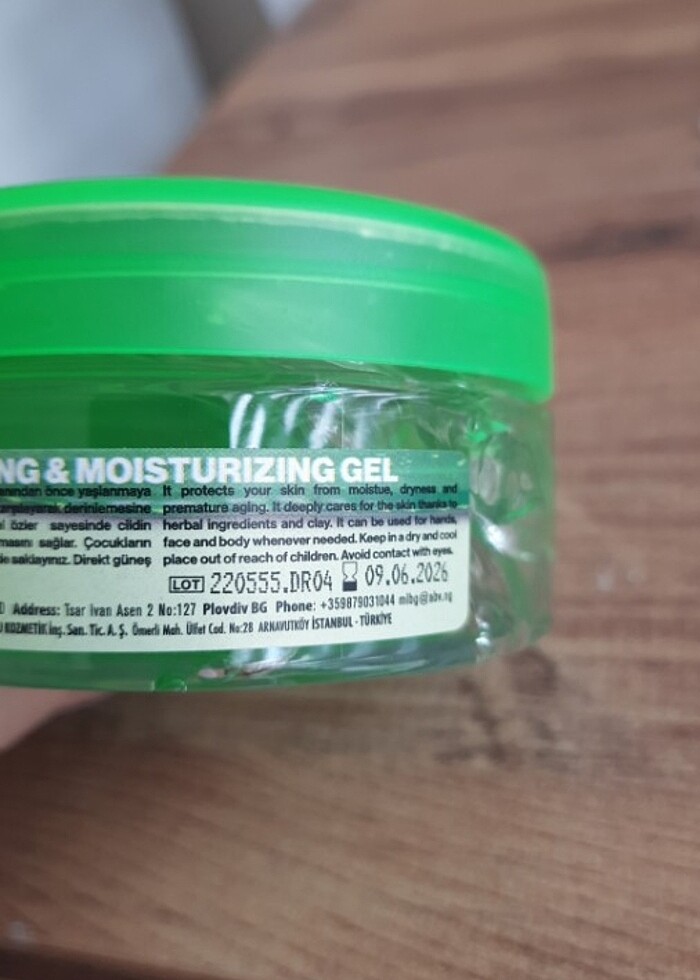 NG & MOISTURIZING GEL
önce yaşlanmaya
derinlemesine
özler sayesinde cildin
sağlar. Çocukların
saklayınız. Direkt güneş
It protects your skin from moistue, dryness and
premature aging. It deeply cares for the skin thanks to
herbal ingredients and clay. It can be used for hands,
face and body whenever needed. Keep in a dry and cool
place out of reach of children. Avoid contact with eyes.
LOT 220555.DR04 09.06.2026
Address: Tsar Ivan Asen 2 No:127 Plovdiv BG Phone: +359879031044
KOZMETİK İnş. San. Tic. A. Ş. Ömerli Mah. Ülfet Cad. No:28 ARNAVUTKÖY İSTANBUL - TÜRKİYE